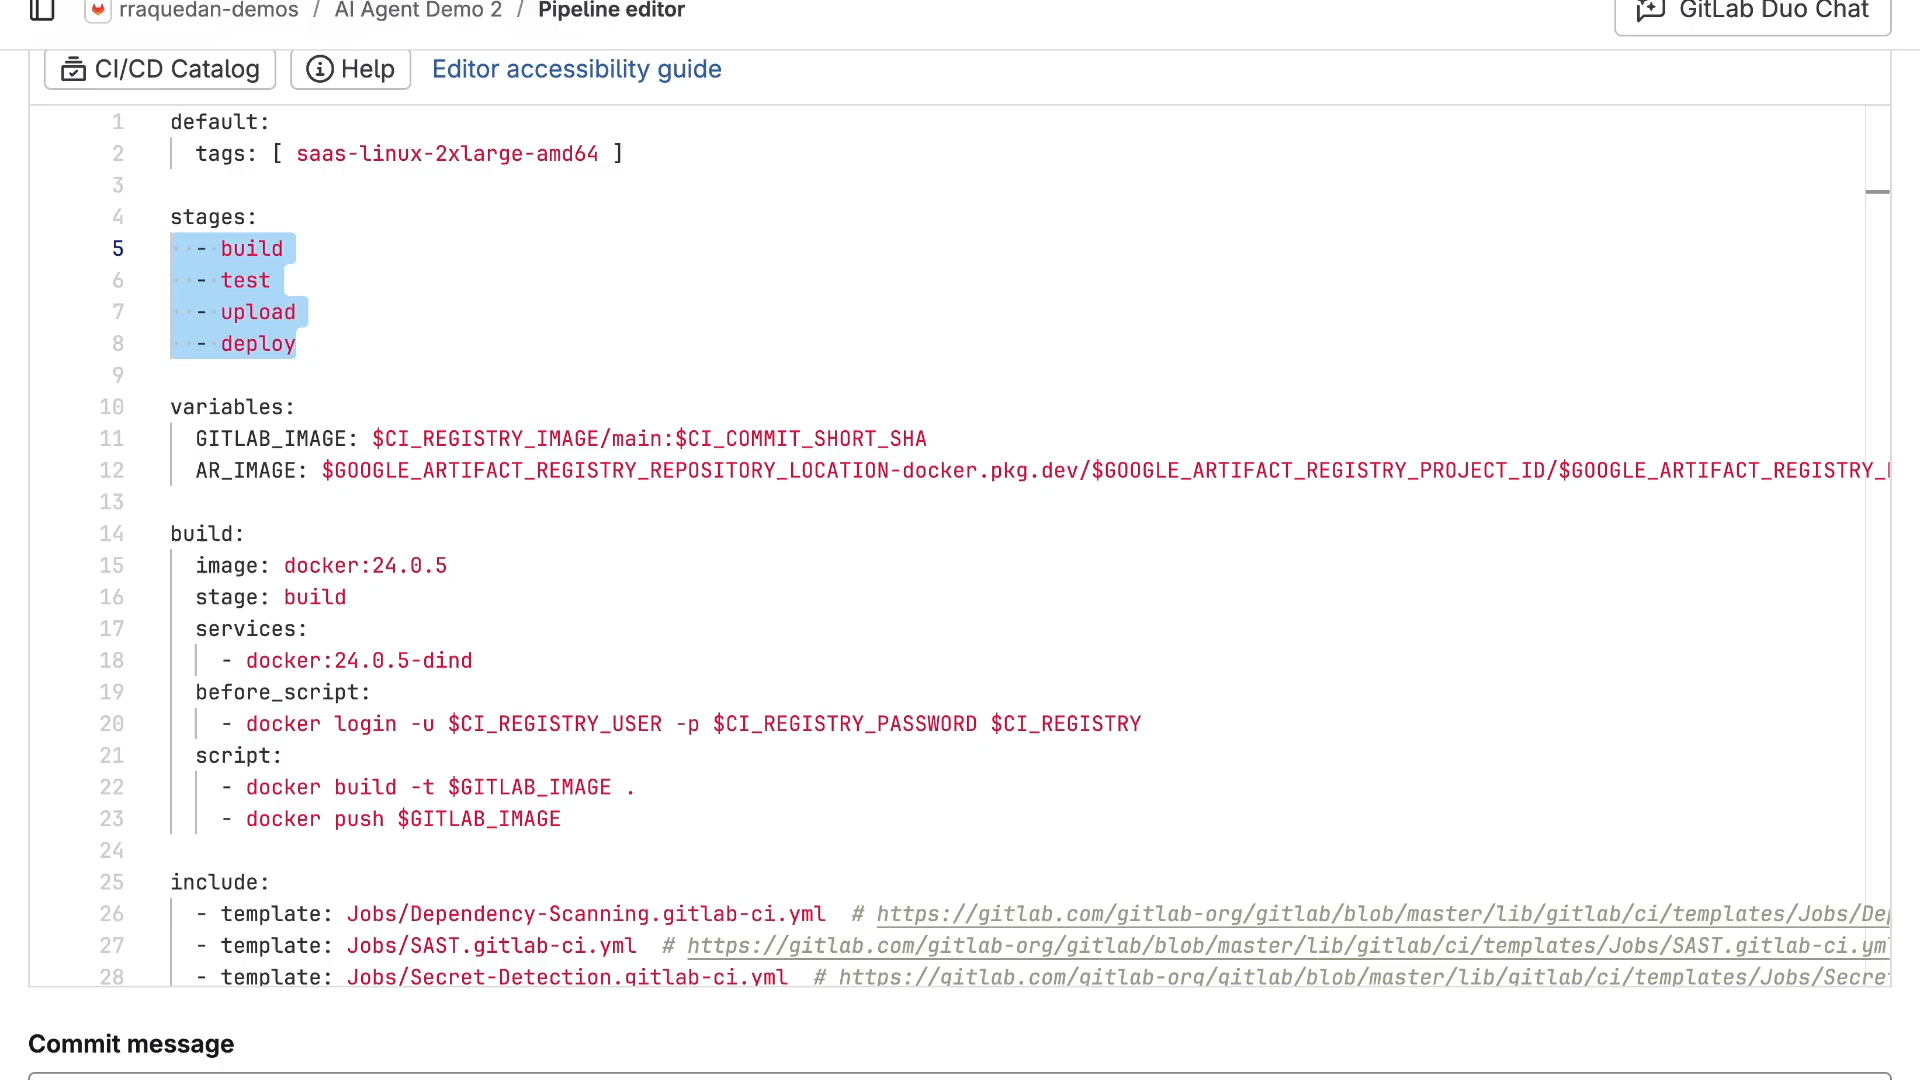 rraquedan-demos / AI Agent Demo 2 / Pipeline editor
GitLab Duo Chat
CI/CD Catalog Help Editor accessibility guide
1 default:
2 tags: [ saas-linux-2xlarge-amd64 ]
3
4 stages:
5 - build
6 - test
7 - upload
8 - deploy
9
10 variables:
11 GITLAB_IMAGE: $CI_REGISTRY_IMAGE/main:$CI_COMMIT_SHORT_SHA
12 AR_IMAGE: $GOOGLE_ARTIFACT_REGISTRY_REPOSITORY_LOCATION-docker.pkg.dev/$GOOGLE_ARTIFACT_REGISTRY_PROJECT_ID/$GOOGLE_ARTIFACT_REGISTRY_
13
14 build:
15 image: docker:24.0.5
16 stage: build
17 services:
18 - docker:24.0.5-dind
19 before_script:
20 - docker login -u $CI_REGISTRY_USER -p $CI_REGISTRY_PASSWORD $CI_REGISTRY
21 script:
22 - docker build -t $GITLAB_IMAGE .
23 - docker push $GITLAB_IMAGE
24
25 include:
26 - template: Jobs/Dependency-Scanning.gitlab-ci.yml # https://gitlab.com/gitlab-org/gitlab/blob/master/lib/gitlab/ci/templates/Jobs/De
27 - template: Jobs/SAST.gitlab-ci.yml # https://gitlab.com/gitlab-org/gitlab/blob/master/lib/gitlab/ci/templates/Jobs/SAST.gitlab-ci.ym
28 - template: Jobs/Secret-Detection.gitlab-ci.yml # https://gitlab.com/gitlab-org/gitlab/blob/master/lib/gitlab/ci/templates/Jobs/Secre
Commit message